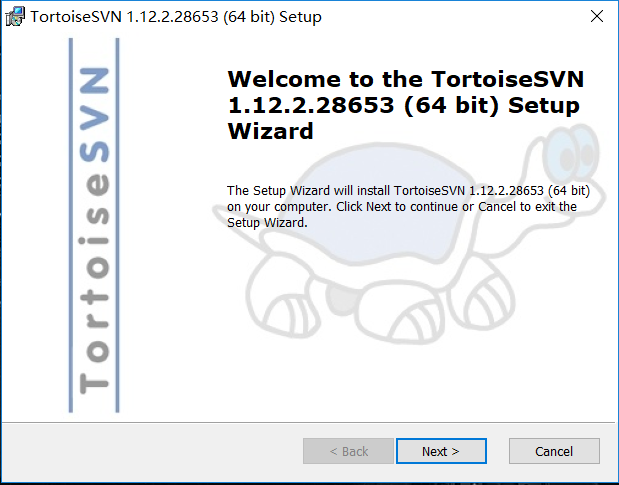 TortoiseSVN 1.12.2.28653 (64 bit) Setup
TortoiseSVN
Welcome to the TortoiseSVN
1.12.2.28653 (64 bit) Setup
Wizard
The Setup Wizard will install TortoiseSVN 1.12.2.28653 (64 bit)
on your computer. Click Next to continue or Cancel to exit the
Setup Wizard.
< Back
Next >
Cancel